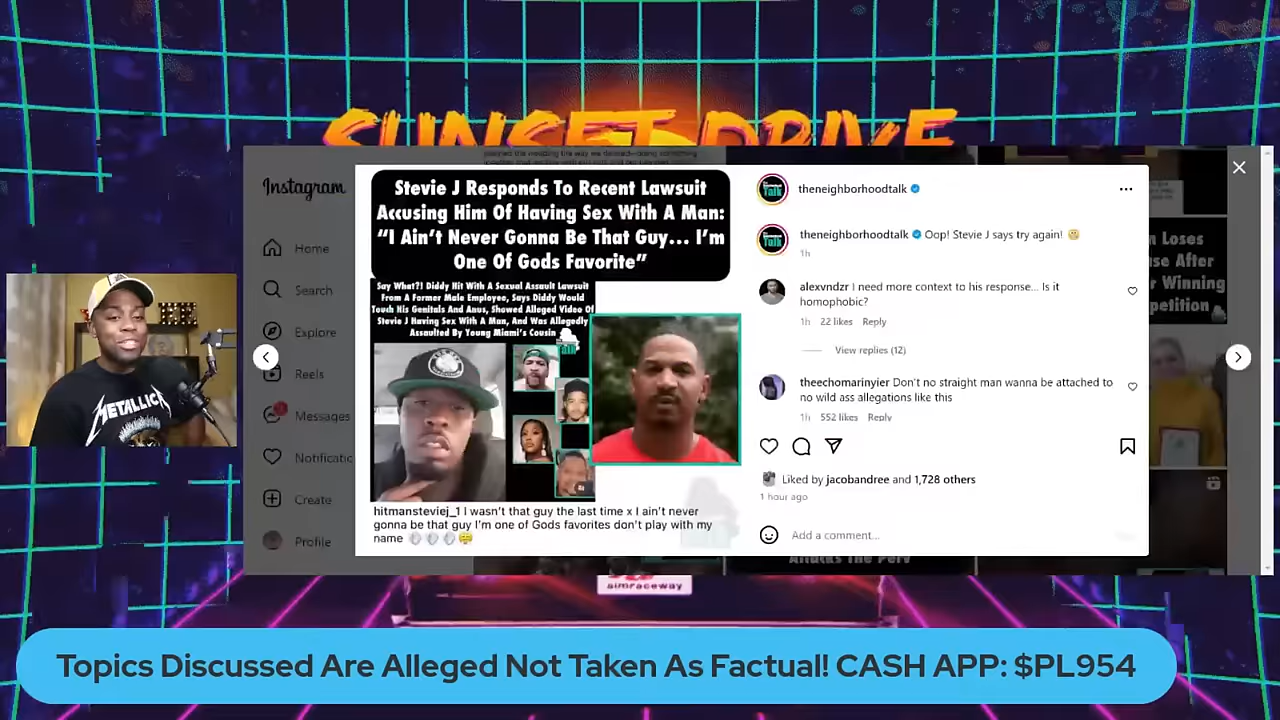 SUNSET DRIVE
Instagram
Home
Search
Explore
Reels
Messages
Notificatio
Create
Profile
Stevie J Responds To Recent Lawsuit
Accusing Him Of Having Sex With A Man:
“I Ain’t Never Gonna Be That Guy... I’m
One Of Gods Favorite”
Say What?! Diddy Hit With A Sexual Assault Lawsuit
From A Former Male Employee, Says Diddy Would
Touch His Genitals And Anus, Showed Alleged Video Of
Stevie J Having Sex With A Man, And Was Allegedly
Assaulted By Young Miami's Cousin
Talk
hitmansteviej_1 I wasn't that guy the last time x I ain't never
gonna be that guy I'm one of Gods favorites don't play with my
name
theneighborhoodtalk
theneighborhoodtalk Oop! Stevie J says try again!
1h
alexvndzr I need more context to his response... Is it
homophobic?
1h 22 likes Reply
View replies (12)
theechomarinyier Don't no straight man wanna be attached to
no wild ass allegations like this
1h 552 likes Reply
Liked by jacobandree and 1,728 others
1 hour ago
Add a comment...
n Loses
se After
Winning
petition
Attacks The Perv
METALLICA
aimraceway
Topics Discussed Are Alleged Not Taken As Factual! CASH APP: $PL954